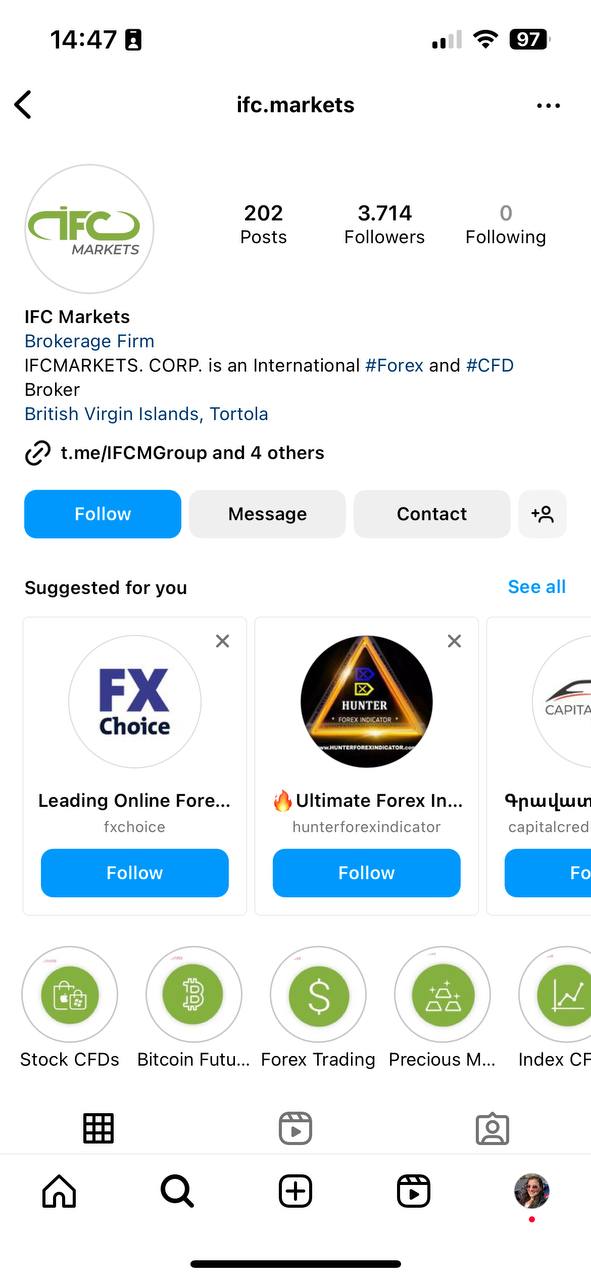 14:47
97
ifc.markets
IFC
MARKETS
202
Posts
3.714
Followers
0
Following
IFC Markets
Brokerage Firm
IFCMARKETS. CORP. is an International #Forex and #CFD
Broker
British Virgin Islands, Tortola
t.me/IFCMGroup and 4 others
Follow
Message
Contact
Suggested for you
See all
FX
Choice
Leading Online Fore...
fxchoice
Follow
HUNTER
* FOREX INDICATOR *
www.HUNTERFOREXINDICATOR.com
🔥Ultimate Forex In...
hunterforexindicator
Follow
CAPITA
Գրավատ
capitalcred
Fo
Stock CFDs
Bitcoin Futu...
Forex Trading
Precious M...
Index CF